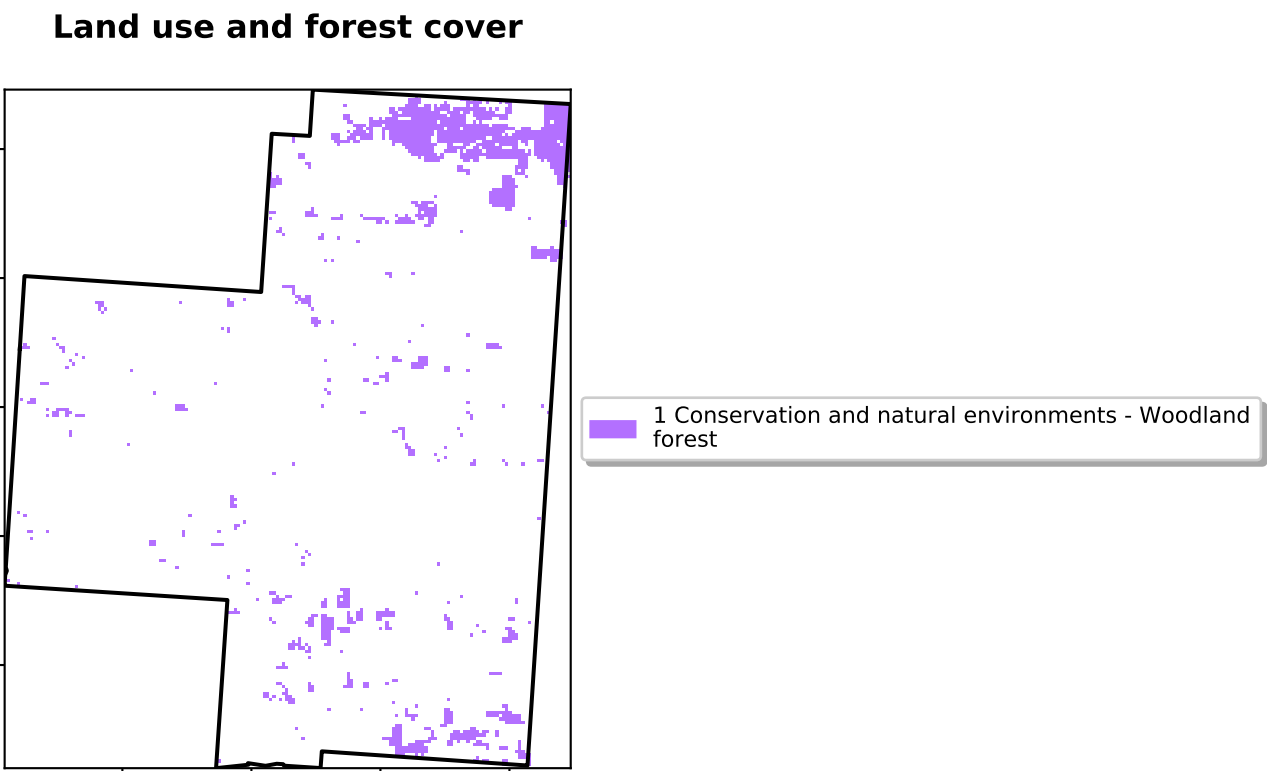 Land use and forest cover
1 Conservation and natural environments - Woodland
forest